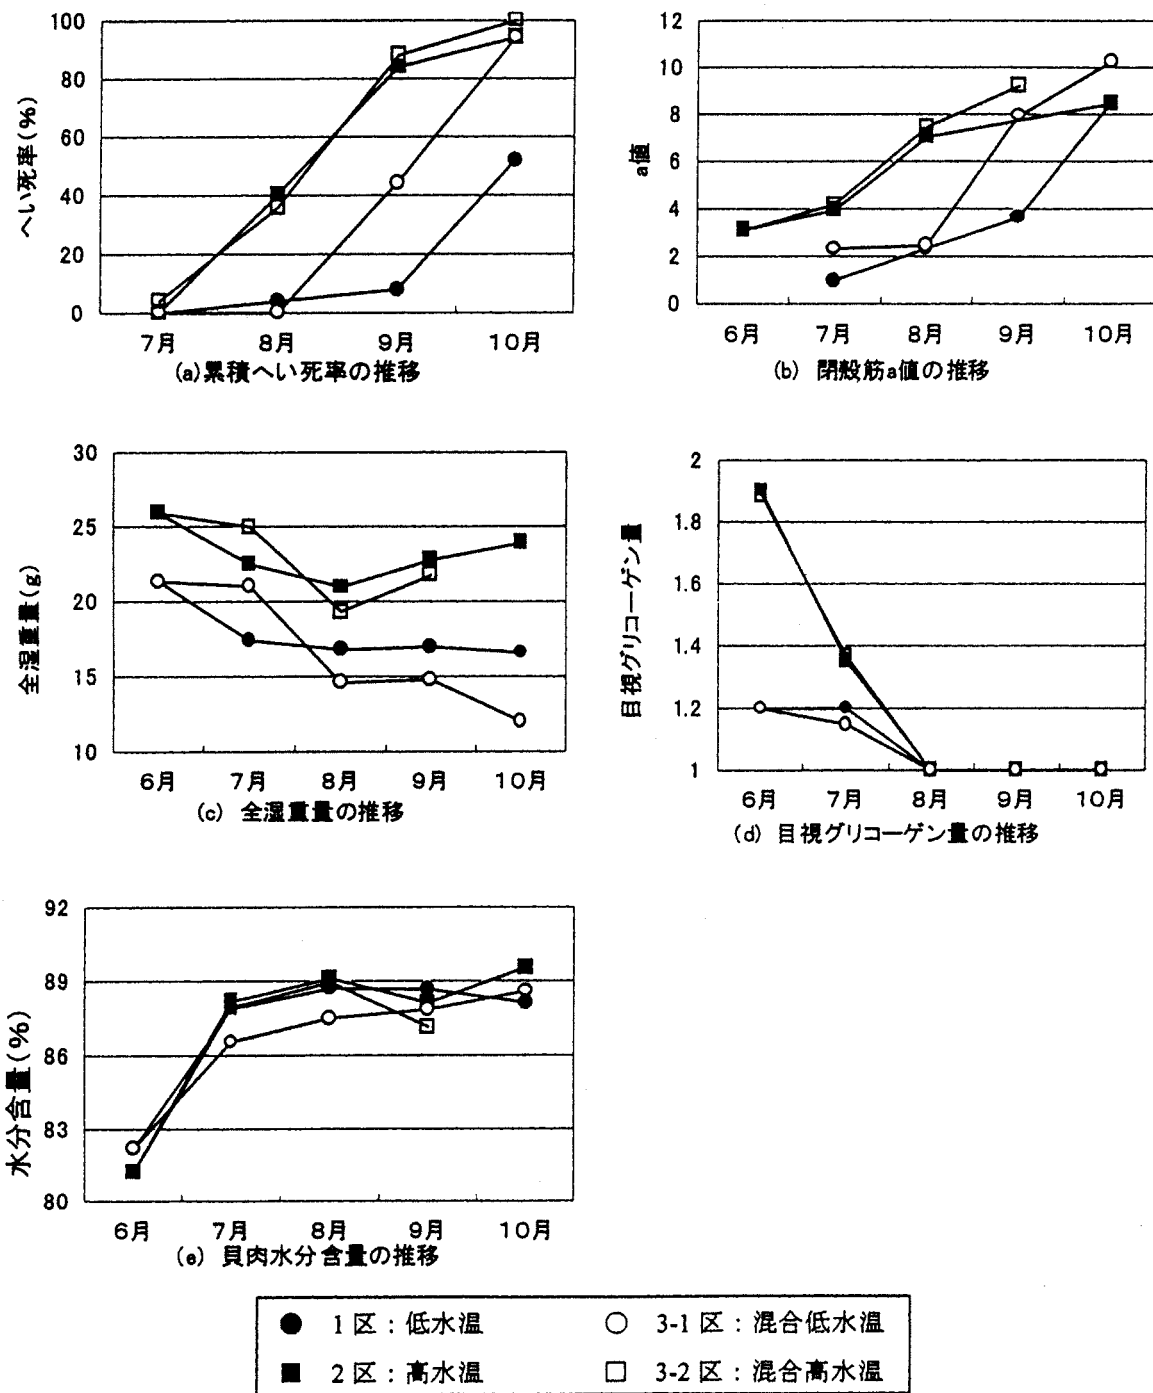 へい死率(%)
100
80
60
40
20
0
7月 8月 9月 10月
(a)累積へい死率の推移
a値
12
10
8
6
4
2
0
6月 7月 8月 9月 10月
(b) 閉殻筋a値の推移
全湿重量(g)
30
25
20
15
10
6月 7月 8月 9月 10月
(c) 全湿重量の推移
目視グリコーゲン量
2
1.8
1.6
1.4
1.2
1
6月 7月 8月 9月 10月
(d) 目視グリコーゲン量の推移
水分含量(%)
92
89
86
83
80
6月 7月 8月 9月 10月
(e) 貝肉水分含量の推移
1区：低水温 3-1区：混合低水温
2区：高水温 3-2区：混合高水温